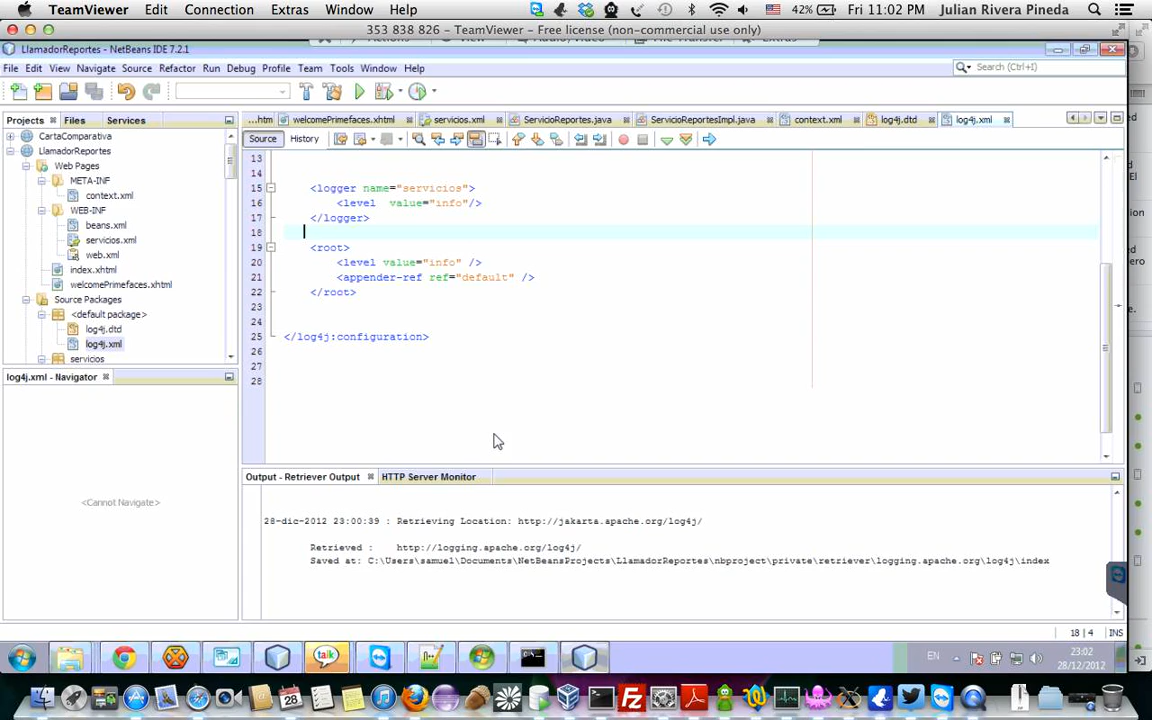 TeamViewer Edit Connection Extras Window Help 42% Fri 11:02 PM Julian Rivera Pineda
353 838 826 - TeamViewer - Free license (non-commercial use only)
LlamadorReportes - NetBeans IDE 7.2.1
File Edit View Navigate Source Refactor Run Debug Profile Team Tools Window Help Search (Ctrl+I)
Projects Files Services
...htm welcomePrimefaces.xhtml servicios.xml ServicioReportes.java ServicioReportesImpl.java context.xml log4j.dtd log4j.xml
CartaComparativa
LlamadorReportes
Web Pages
META-INF
context.xml
WEB-INF
beans.xml
servicios.xml
web.xml
index.xhtml
welcomePrimefaces.xhtml
Source Packages
<default package>
log4j.dtd
log4j.xml
servicios
Source History
13
14
15 <logger name="servicios">
16 <level value="info"/>
17 </logger>
18
19 <root>
20 <level value="info" />
21 <appender-ref ref="default" />
22 </root>
23
24
25 </log4j:configuration>
26
27
28
log4j.xml - Navigator
<Cannot Navigate>
Output - Retriever Output HTTP Server Monitor
28-dic-2012 23:00:39 : Retrieving Location: http://jakarta.apache.org/log4j/
Retrieved : http://logging.apache.org/log4j/
Saved at: C:\Users\samuel\Documents\NetBeansProjects\LlamadorReportes\nbproject\private\retriever\logging.apache.org\log4j\index
18 | 4 INS
talk
EN
23:02
28/12/2012
28